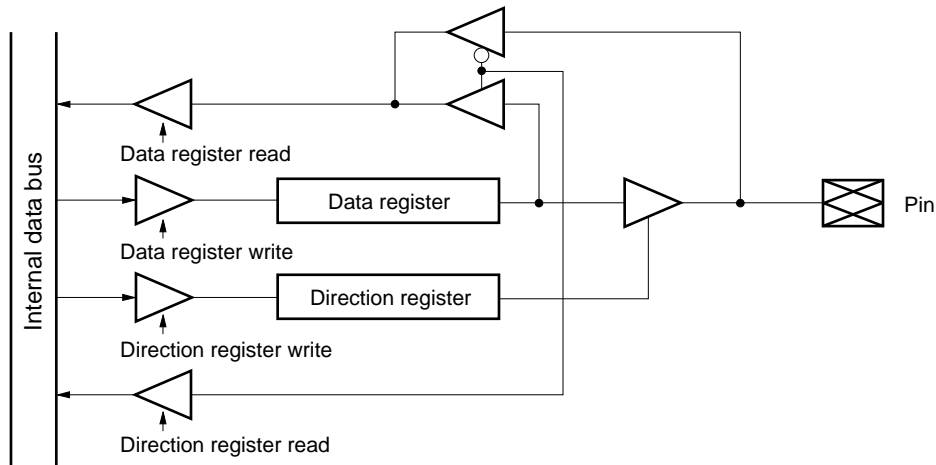 Internal data bus
Data register read
Data register
Pin
Data register write
Direction register
Direction register write
Direction register read